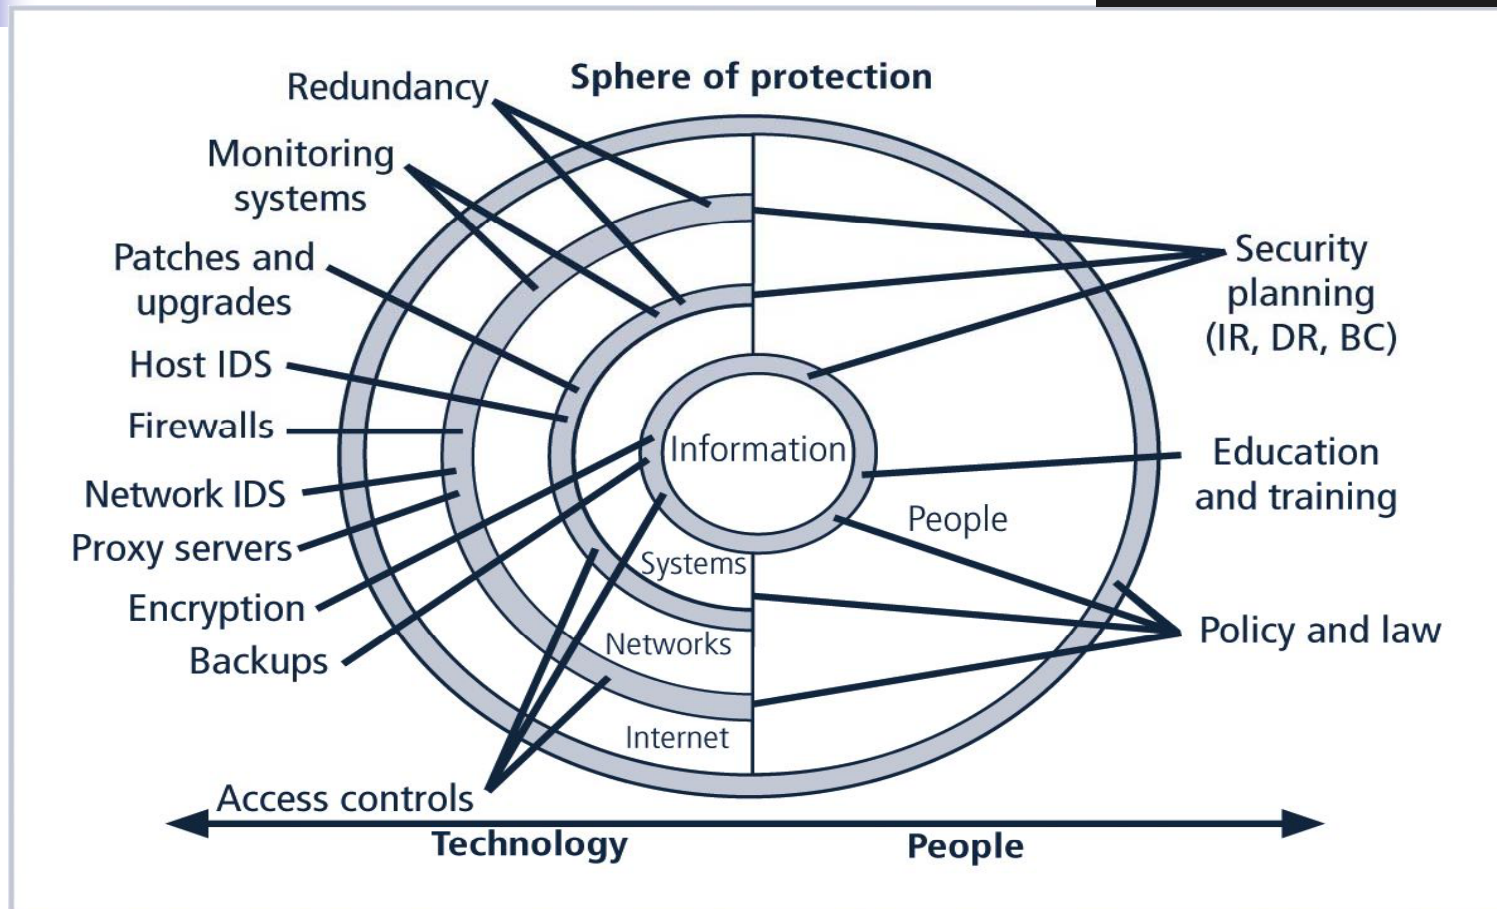 Sphere of protection
Redundancy
Monitoring
systems
Patches and
upgrades
Host IDS
Firewalls
Network IDS
Proxy servers
Encryption
Backups
Access controls
Information
People
Systems
Networks
Internet
Security
planning
(IR, DR, BC)
Education
and training
Policy and law
Technology
People